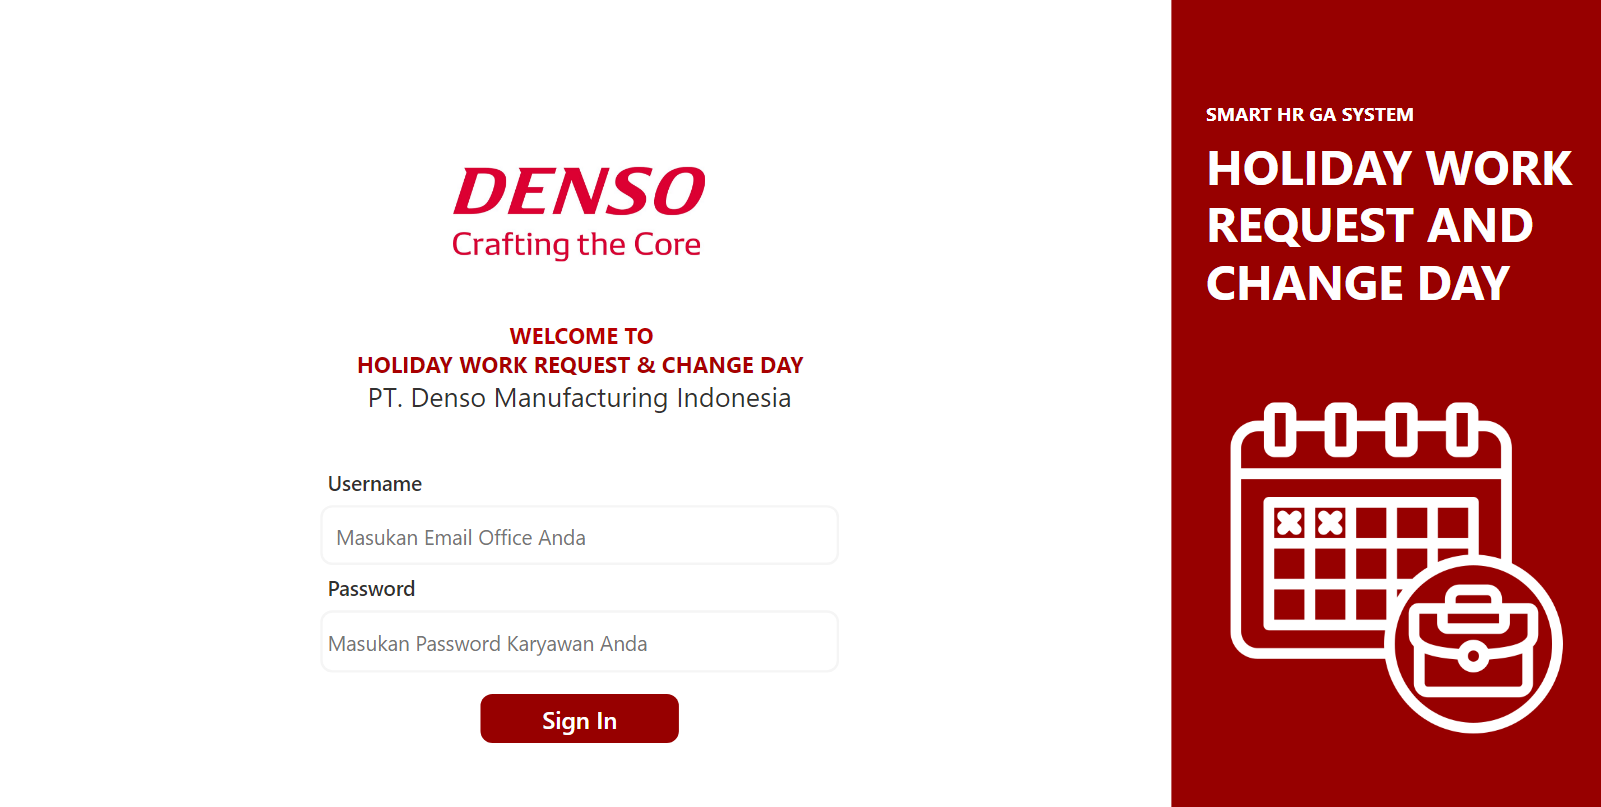 DENSO
Crafting the Core
WELCOME TO
HOLIDAY WORK REQUEST & CHANGE DAY
PT. Denso Manufacturing Indonesia
Username
Masukan Email Office Anda
Password
Masukan Password Karyawan Anda
Sign In
SMART HR GA SYSTEM
HOLIDAY WORK
REQUEST AND
CHANGE DAY